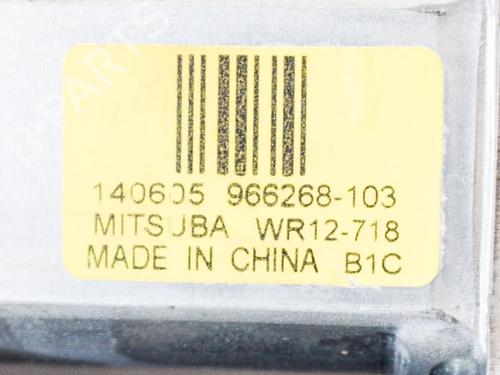 140605 966268-103
MITSUBA WR12-718
MADE IN CHINA B1C